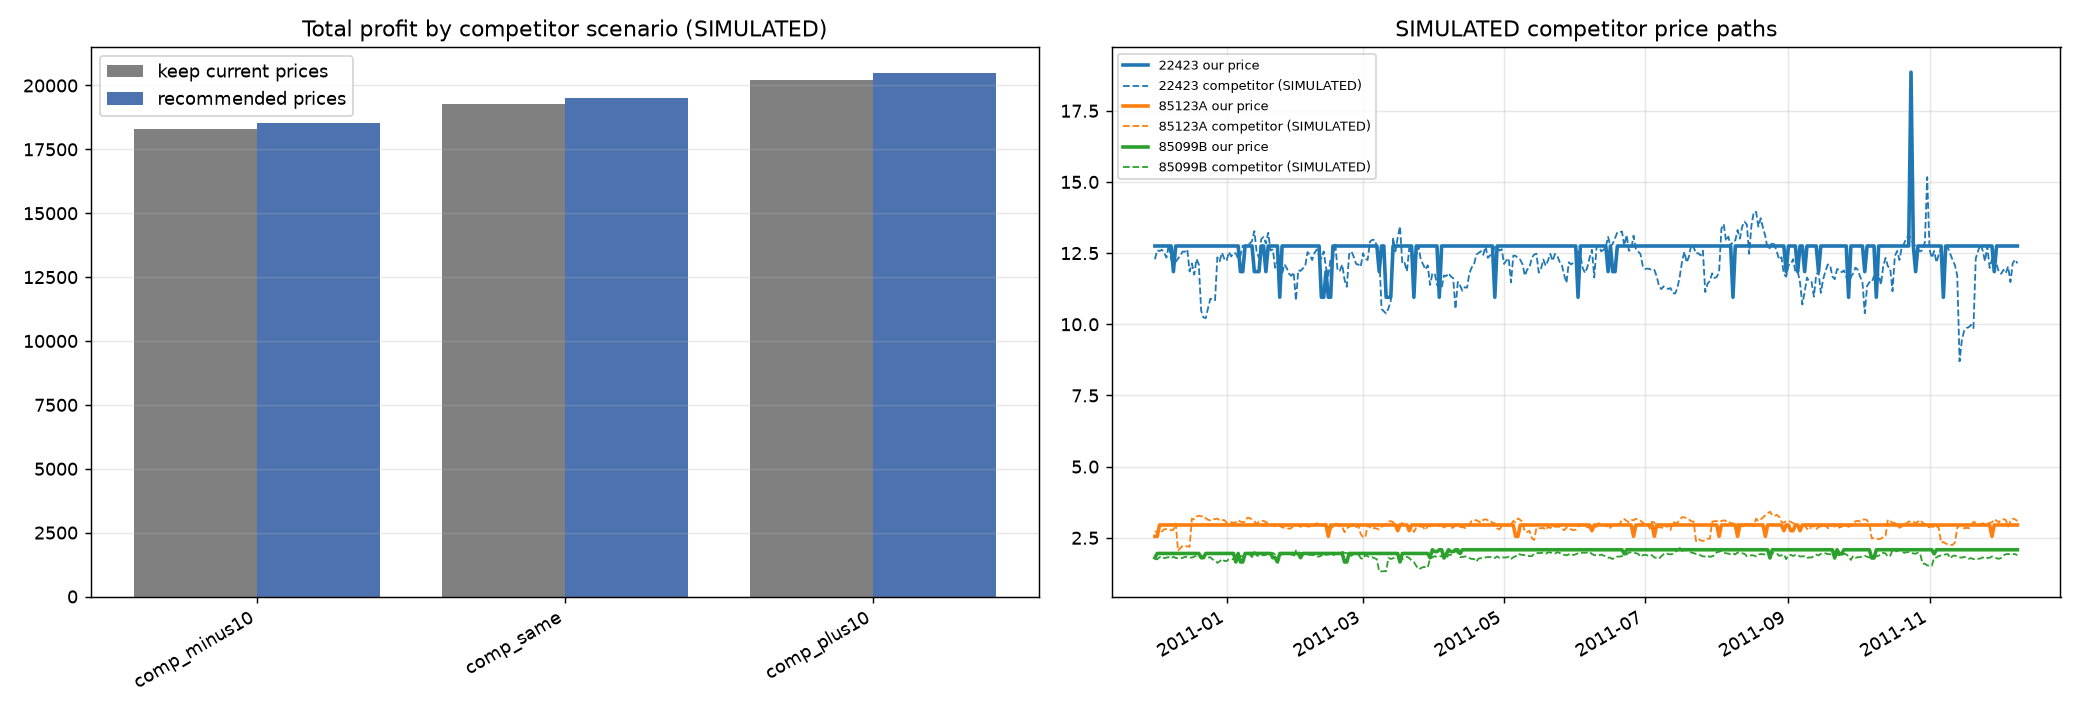 Total profit by competitor scenario (SIMULATED)
keep current prices
recommended prices
20000
17500
15000
12500
10000
7500
5000
2500
0
comp_minus10
comp_same
comp_plus10
SIMULATED competitor price paths
22423 our price
22423 competitor (SIMULATED)
85123A our price
85123A competitor (SIMULATED)
85099B our price
85099B competitor (SIMULATED)
17.5
15.0
12.5
10.0
7.5
5.0
2.5
2011-01
2011-03
2011-05
2011-07
2011-09
2011-11